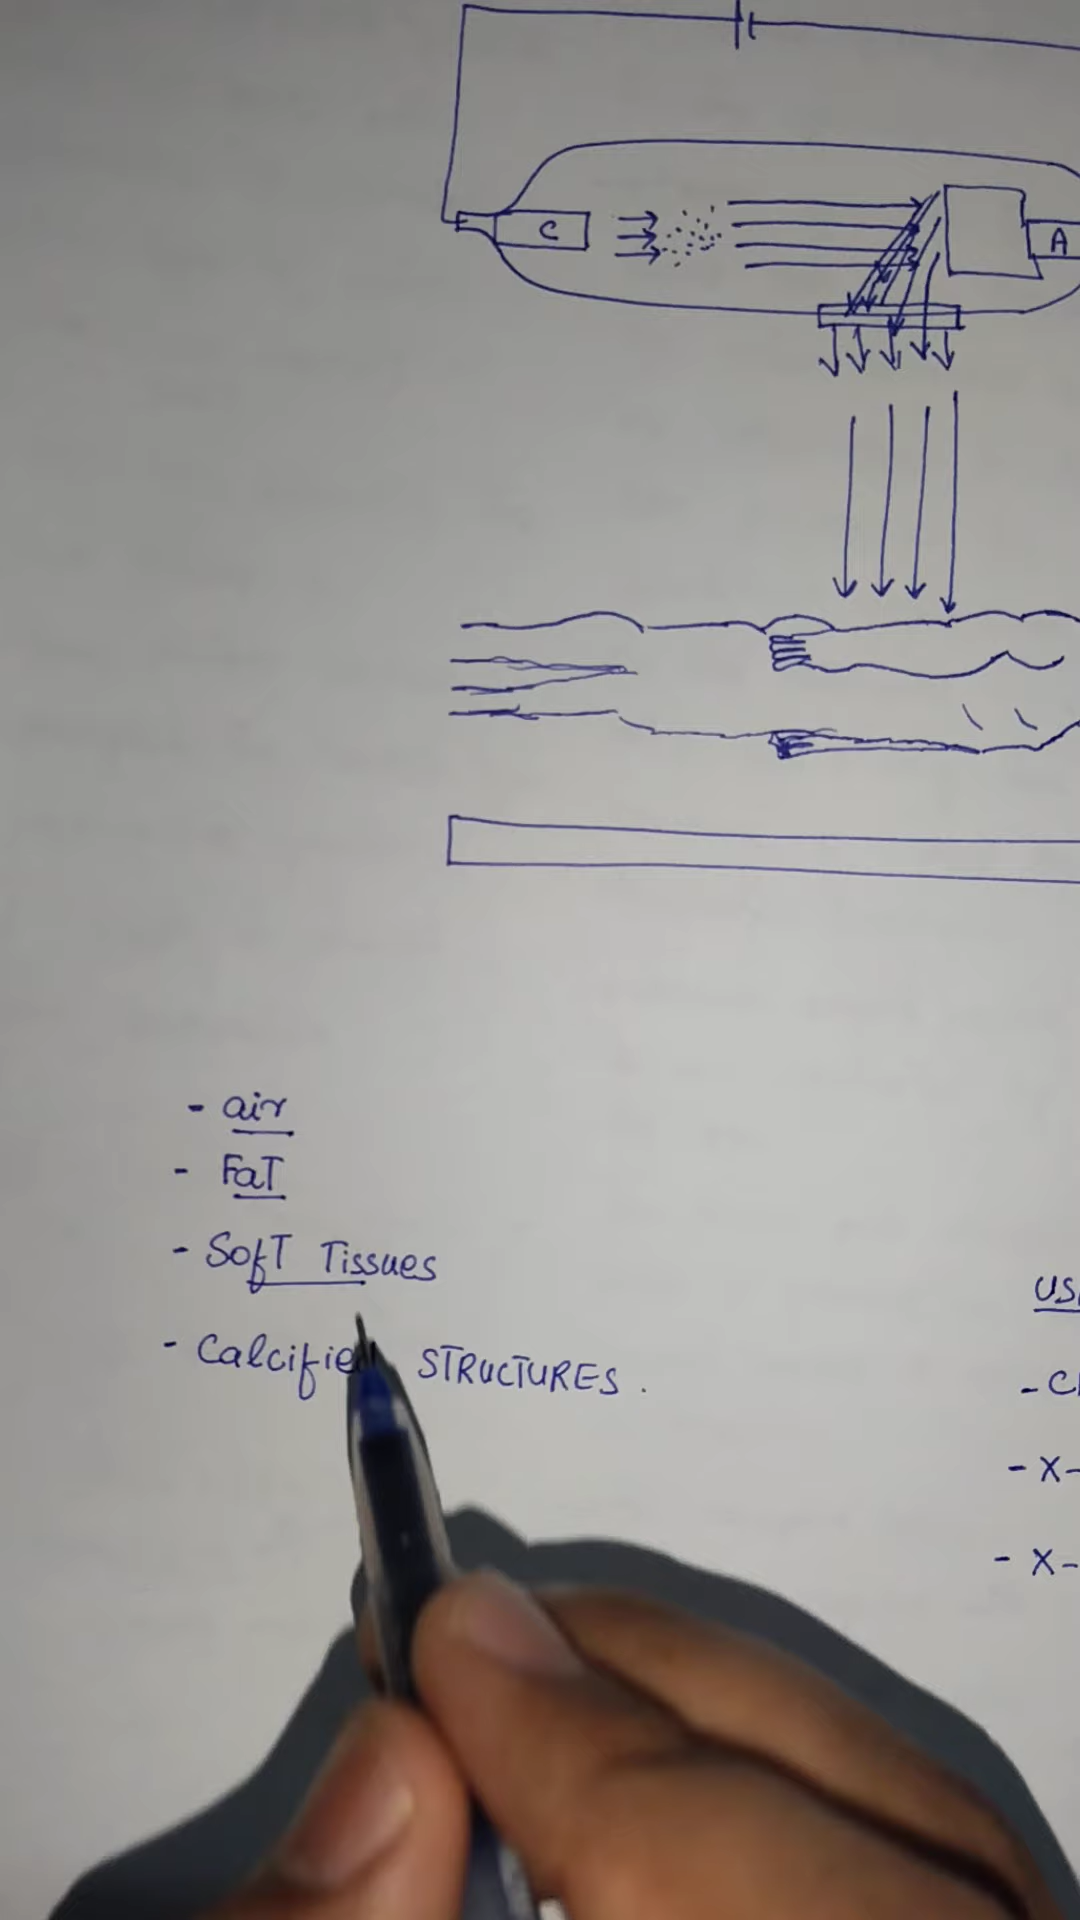 C
A
- air
- FaT
- SofT Tissues
- Calcified STRUCTURES.
- X-
- X-